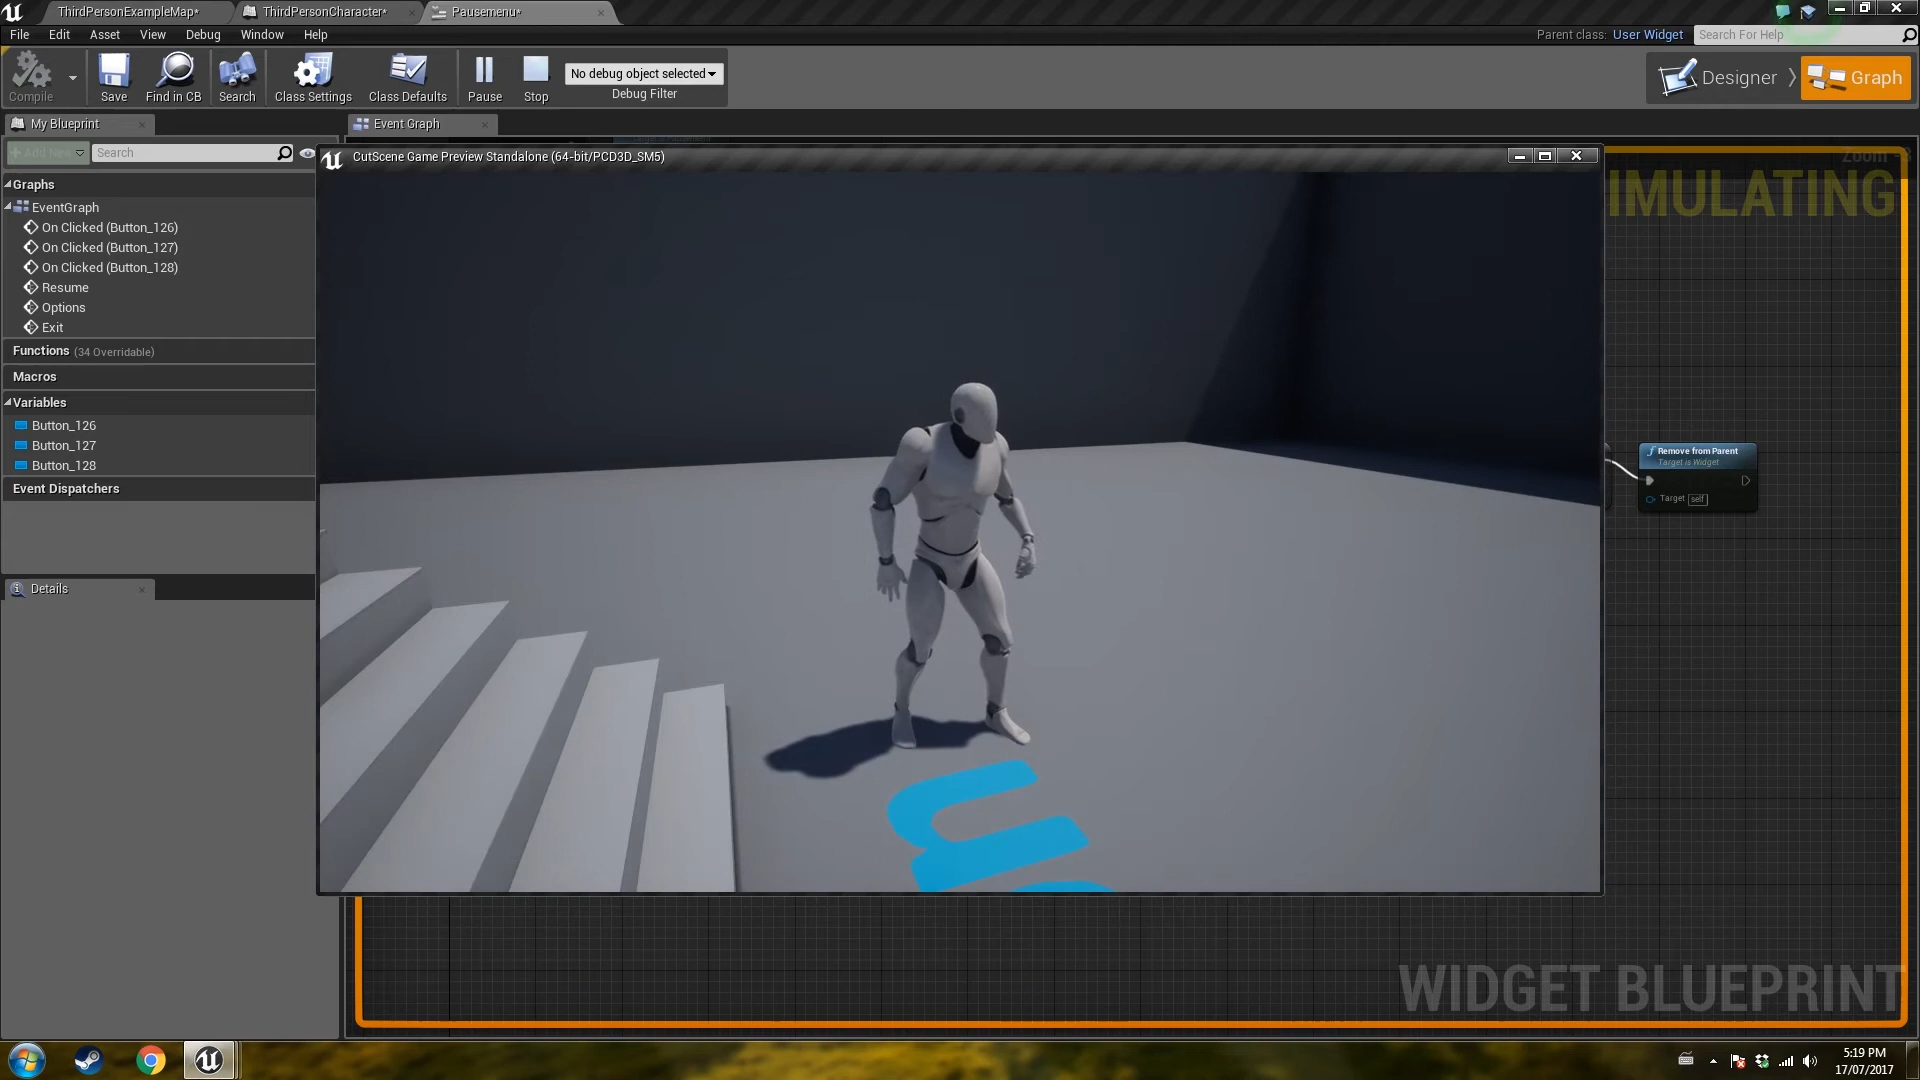 ThirdPersonExampleMap*
ThirdPersonCharacter*
Pausemenu*
File Edit Asset View Debug Window Help
Parent class: User Widget
Search For Help
Compile
Save
Find in CB
Search
Class Settings
Class Defaults
Pause
Stop
No debug object selected
Debug Filter
Designer
Graph
My Blueprint
Event Graph
Add New
Search
CutScene Game Preview Standalone (64-bit/PCD3D_SM5)
Zoom -3
IMULATING
Graphs
EventGraph
On Clicked (Button_126)
On Clicked (Button_127)
On Clicked (Button_128)
Resume
Options
Exit
Functions (34 Overridable)
Macros
Variables
Button_126
Button_127
Button_128
Event Dispatchers
Details
Remove from Parent
Target is Widget
Target self
WIDGET BLUEPRINT
5:19 PM
17/07/2017